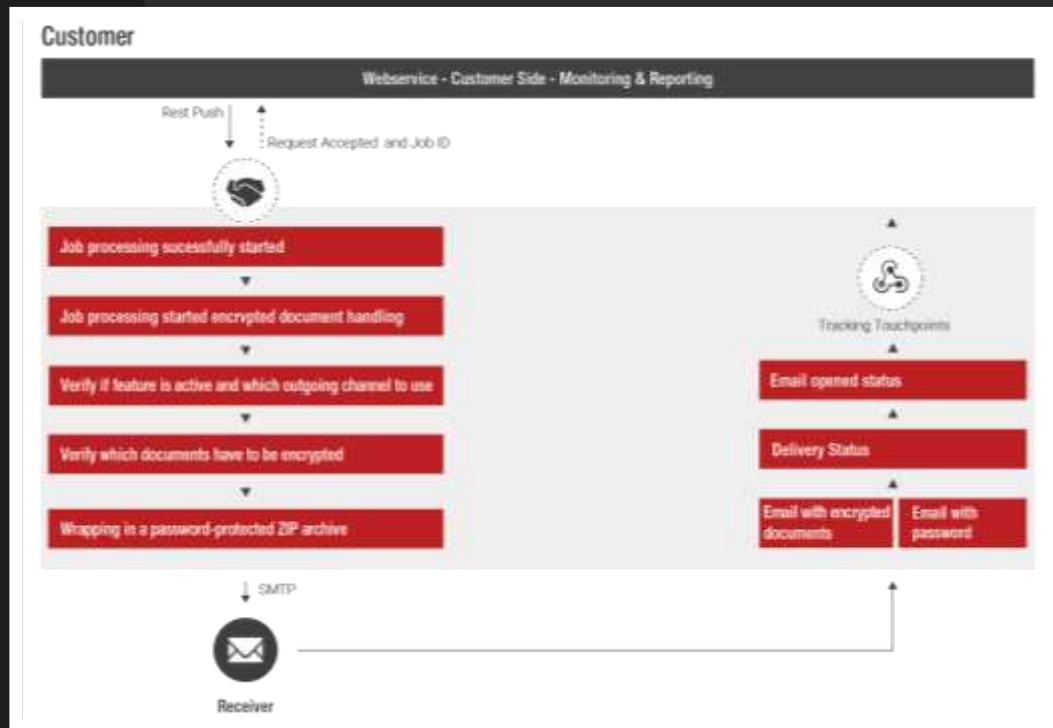 Customer
Webservice - Customer Side - Monitoring & Reporting
Rest Push
Request Accepted and Job ID
Job processing sucessfully started
Job processing started encrypted document handling
Verify if feature is active and which outgoing channel to use
Verify which documents have to be encrypted
Wrapping in a password-protected ZIP archive
SMTP
Receiver
Tracking Touchpoints
Email opened status
Delivery Status
Email with encrypted
documents
Email with
password